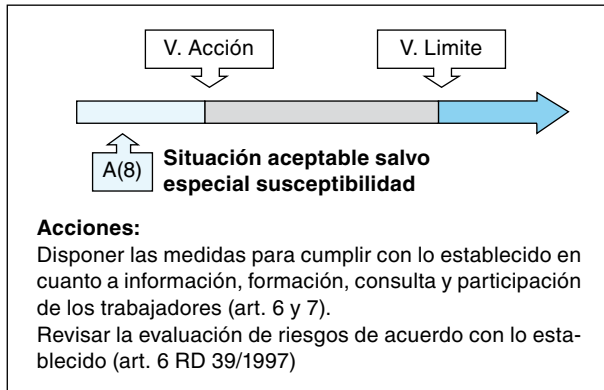 V. Acción
V. Limite
A(8)
Situación aceptable salvo
especial susceptibilidad
Acciones:
Disponer las medidas para cumplir con lo establecido en
cuanto a información, formación, consulta y participación
de los trabajadores (art. 6 y 7).
Revisar la evaluación de riesgos de acuerdo con lo esta-
blecido (art. 6 RD 39/1997)